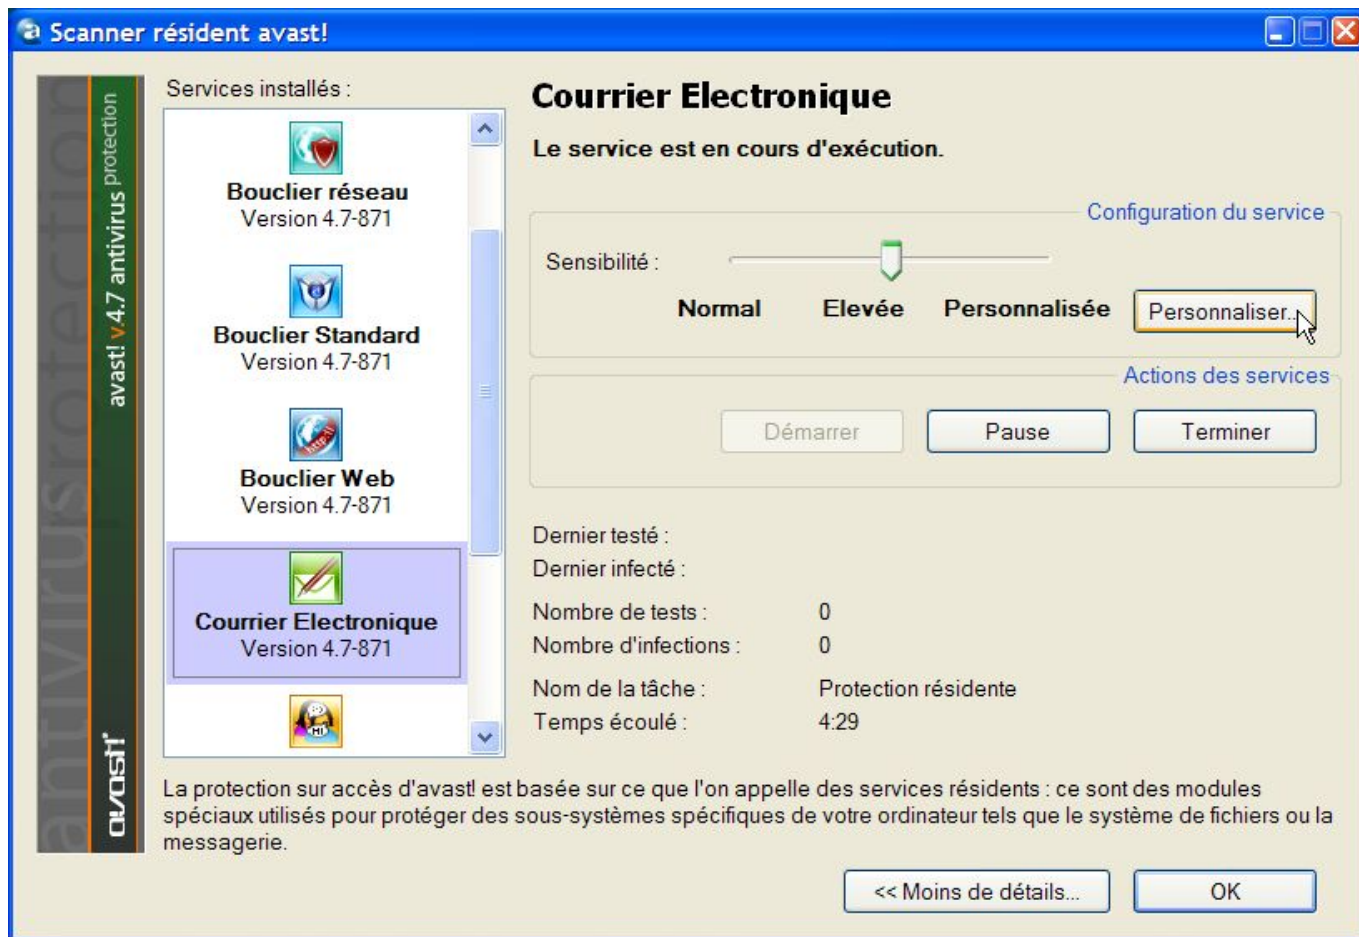 Scanner résident avast!
antivirusprotection
avast! v.4.7 antivirus protection
avast!
Services installés :
Bouclier réseau
Version 4.7-871
Bouclier Standard
Version 4.7-871
http://
Bouclier Web
Version 4.7-871
Courrier Electronique
Version 4.7-871
HI
Courrier Electronique
Le service est en cours d'exécution.
Configuration du service
Sensibilité :
Normal Elevée Personnalisée Personnaliser...
Actions des services
Démarrer Pause Terminer
Dernier testé :
Dernier infecté :
Nombre de tests : 0
Nombre d'infections : 0
Nom de la tâche : Protection résidente
Temps écoulé : 4:29
La protection sur accès d'avast! est basée sur ce que l'on appelle des services résidents : ce sont des modules
spéciaux utilisés pour protéger des sous-systèmes spécifiques de votre ordinateur tels que le système de fichiers ou la
messagerie.
<< Moins de détails... OK